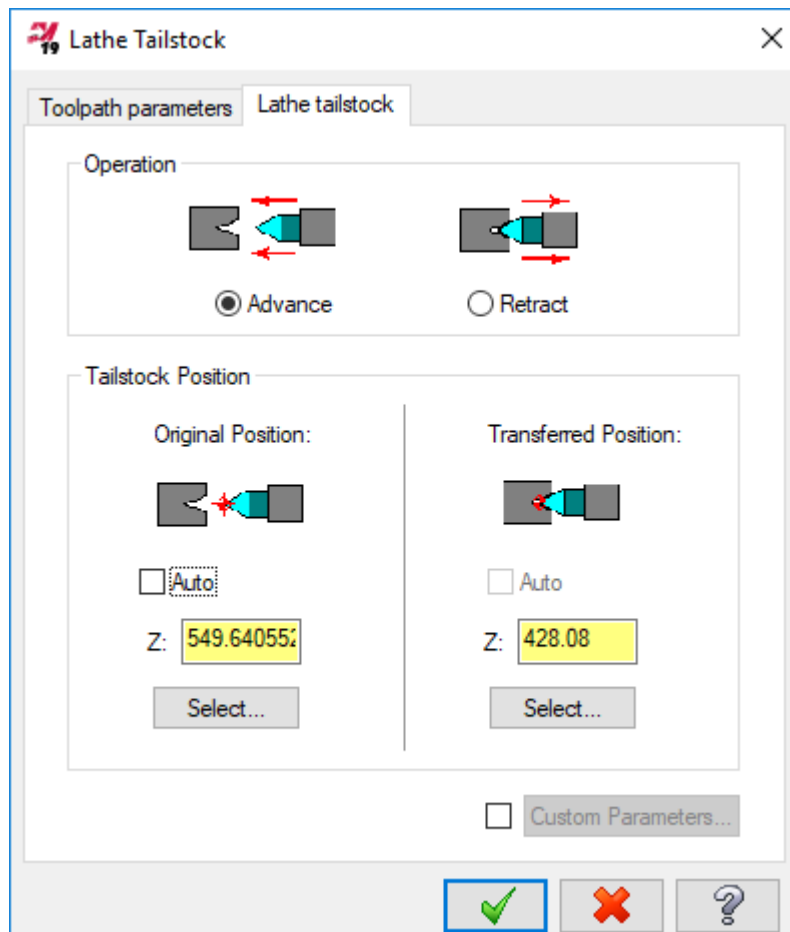 19 Lathe Tailstock
Toolpath parameters Lathe tailstock
Operation
Advance Retract
Tailstock Position
Original Position: Transferred Position:
Auto Auto
Z: 549.640552 Z: 428.08
Select... Select...
Custom Parameters...